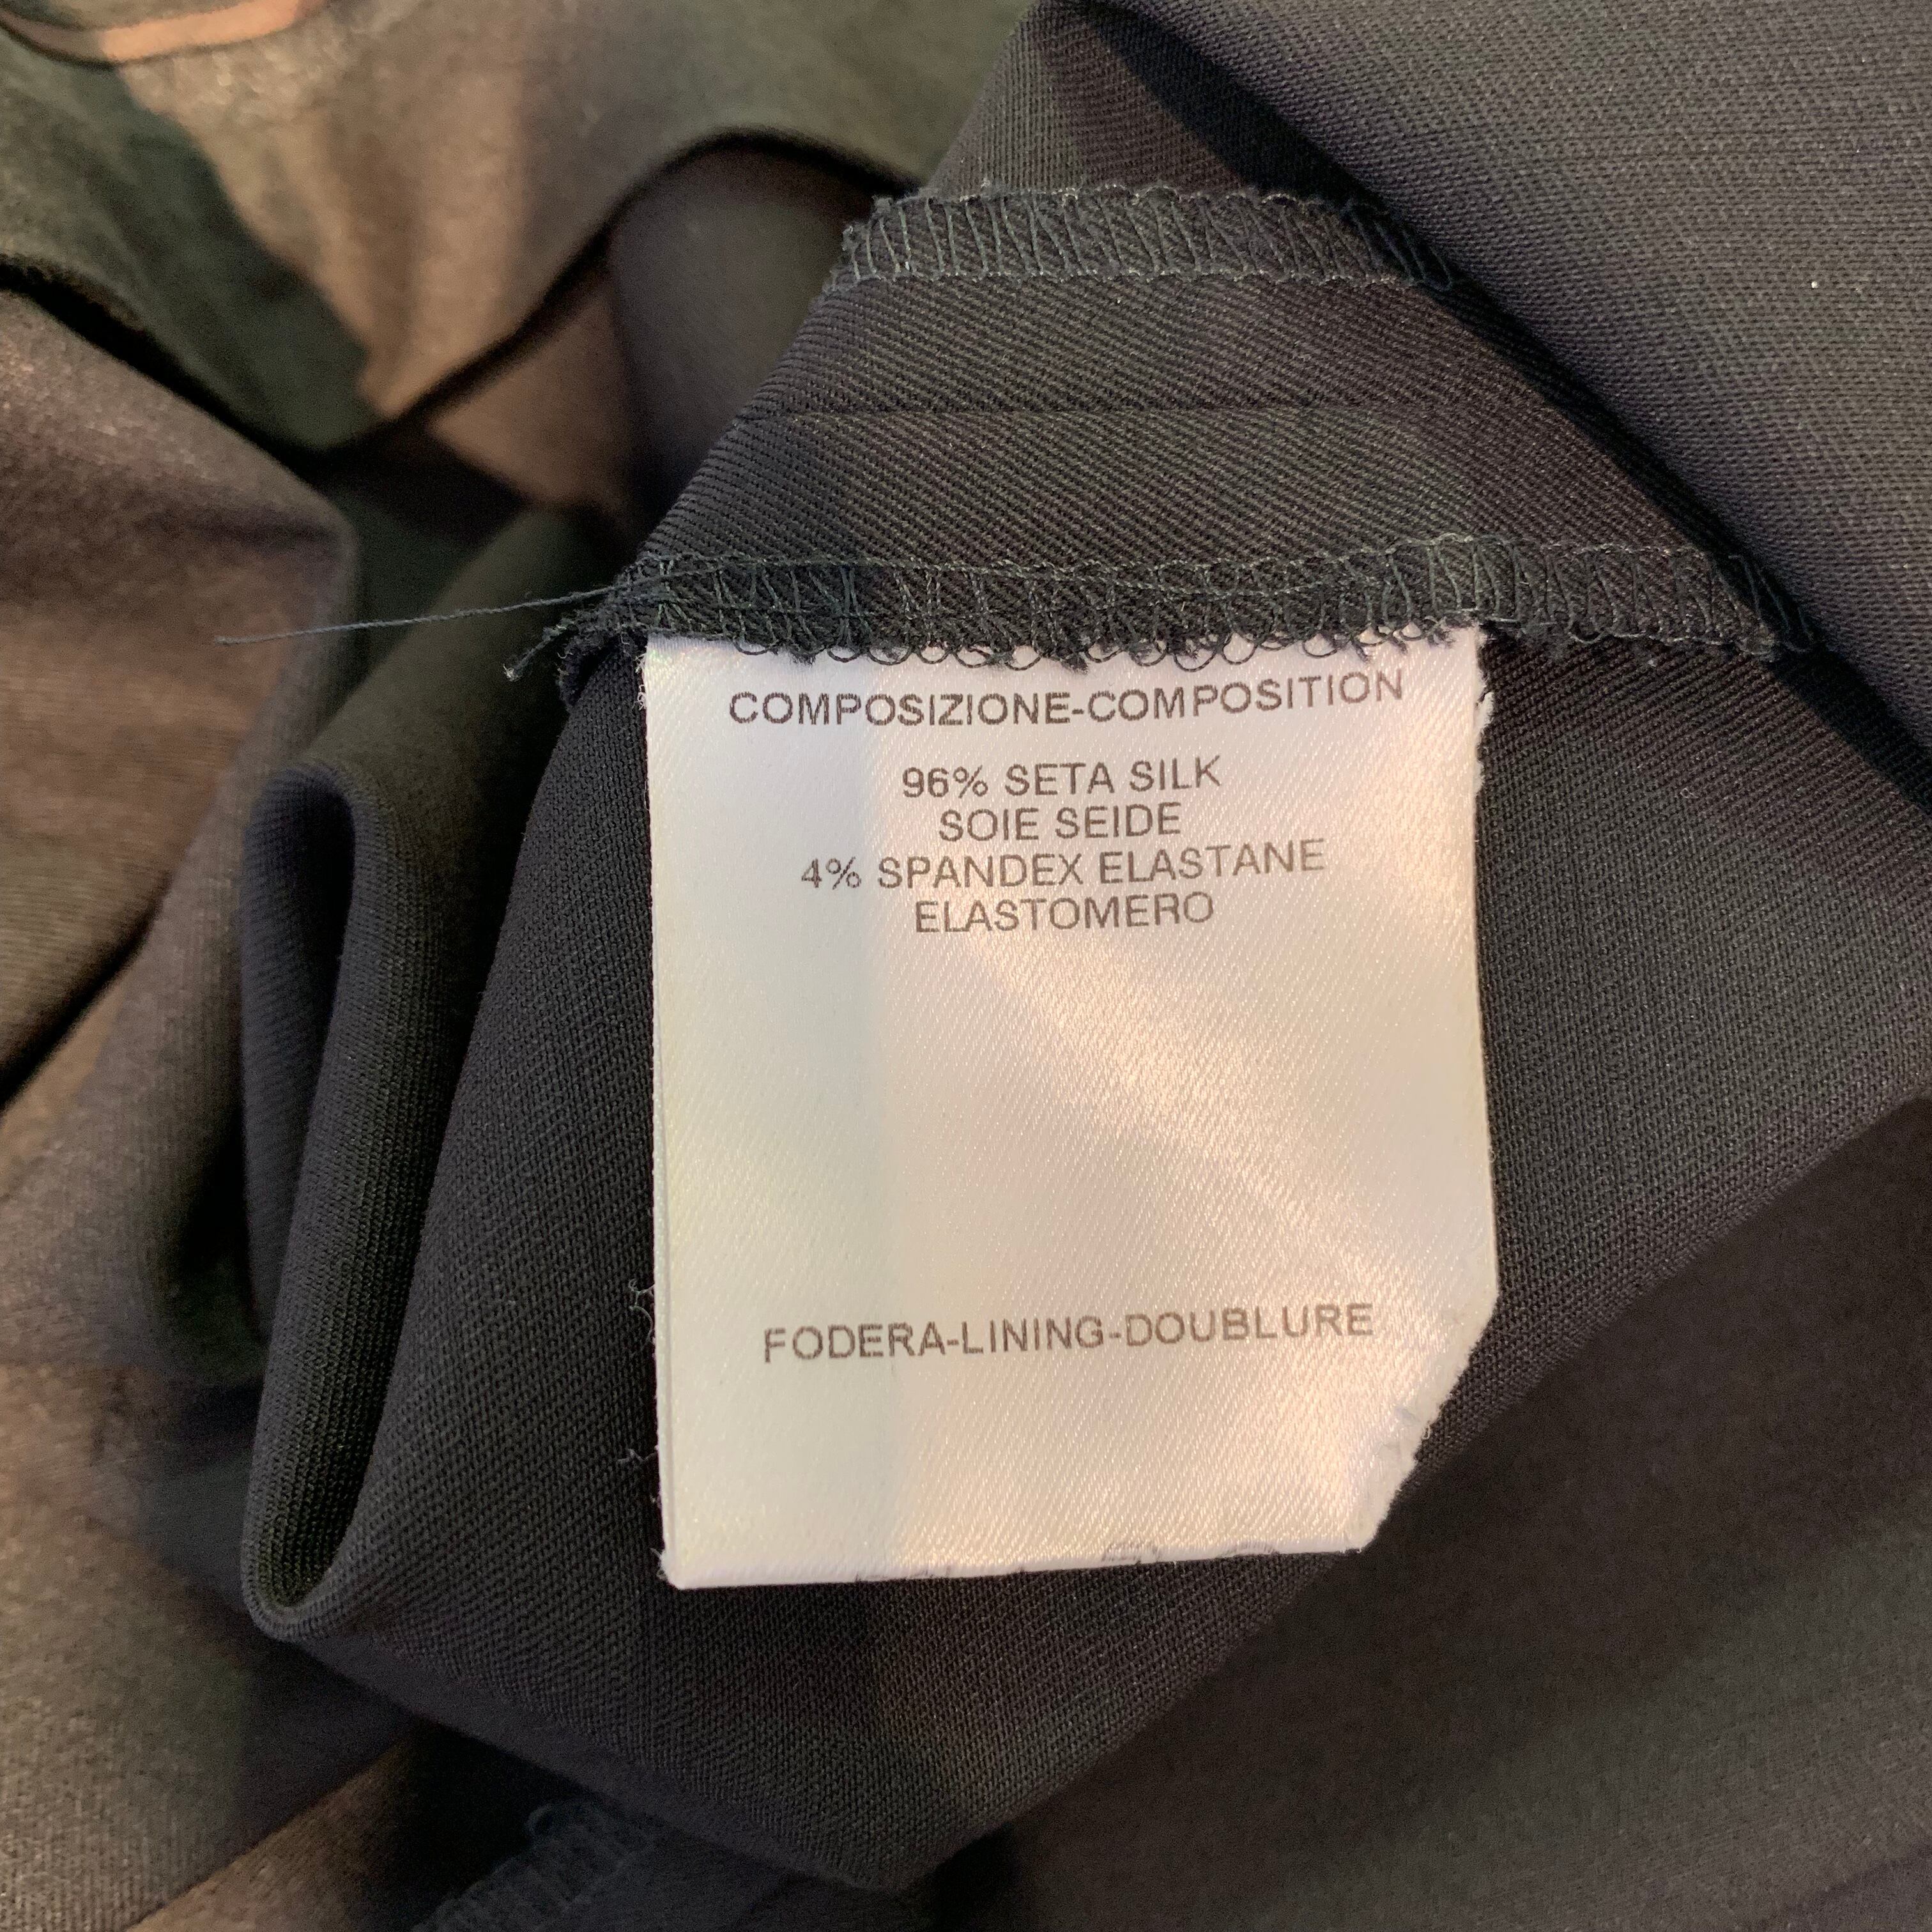 COMPOSIZIONE-COMPOSITION
96% SETA SILK
SOIE SEIDE
4% SPANDEX ELASTANE
ELASTOMERO
FODERA-LINING-DOUBLURE